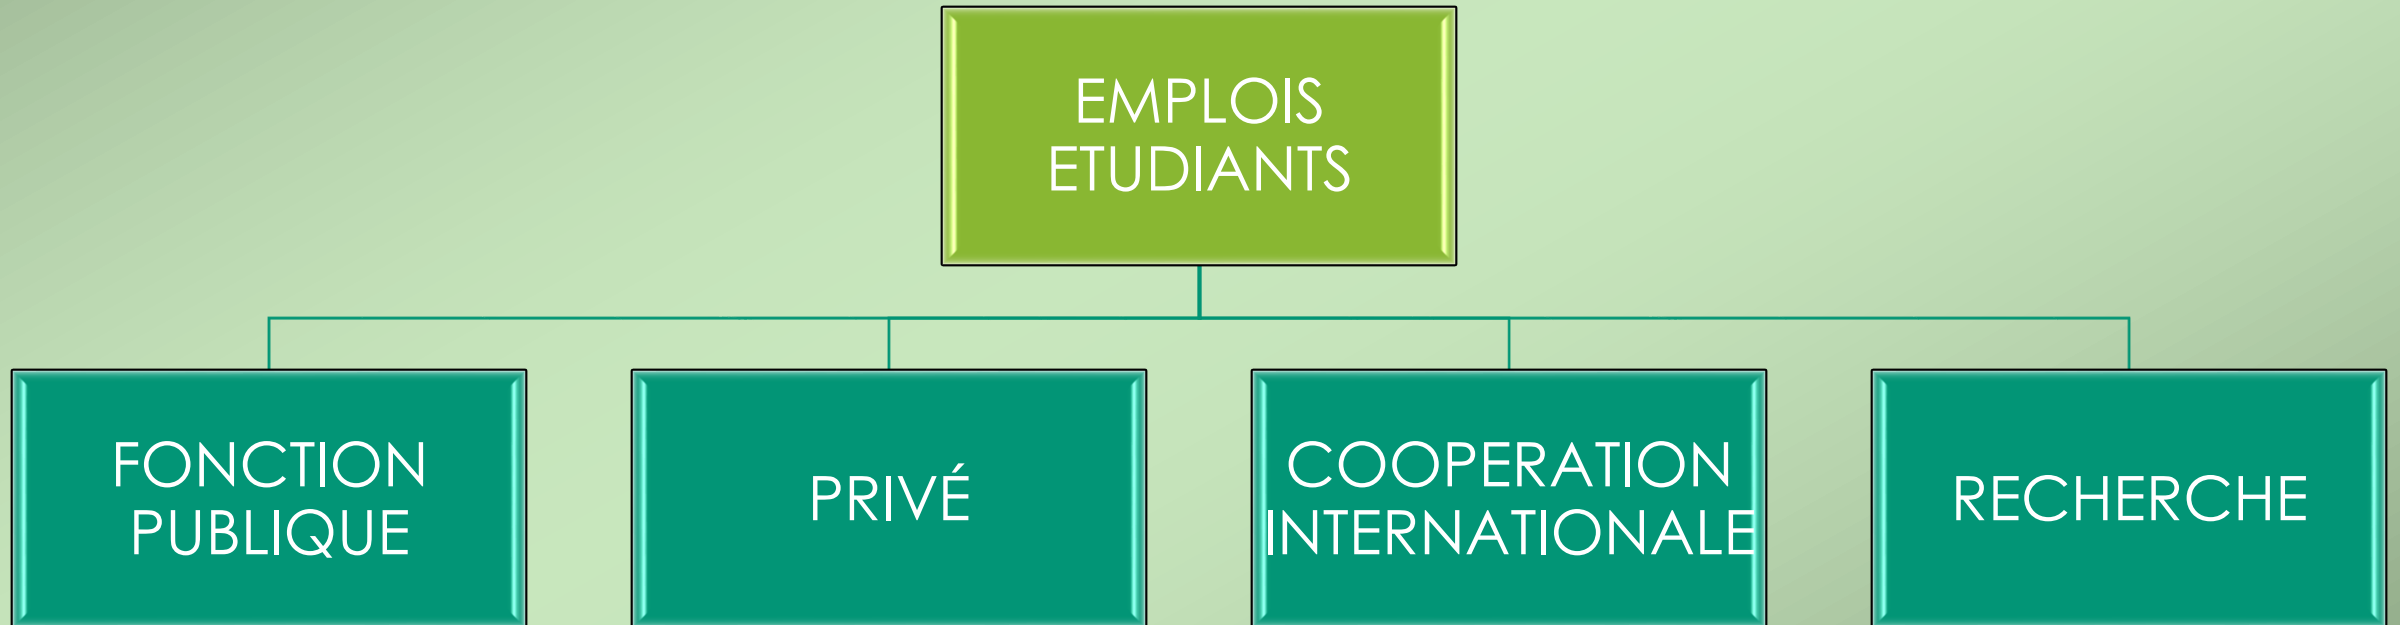 EMPLOIS
ETUDIANTS
FONCTION
PUBLIQUE
PRIVÉ
COOPERATION
INTERNATIONALE
RECHERCHE